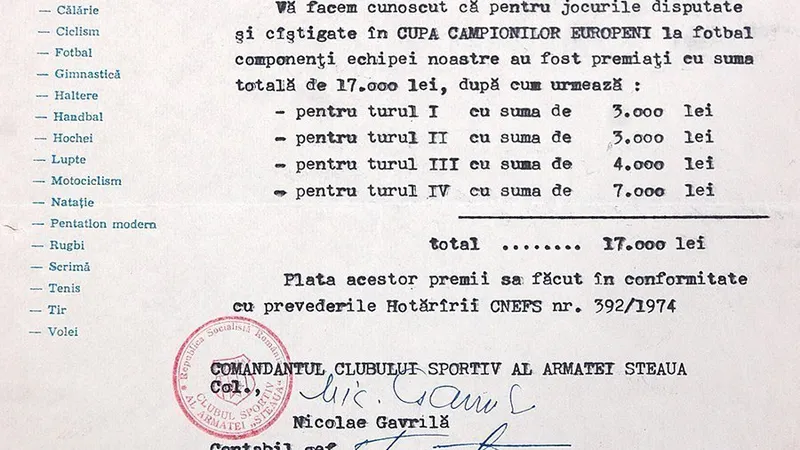 — Călărie
— Ciclism
— Fotbal
— Gimnastică
— Haltere
— Handbal
— Hochei
— Lupte
— Motociclism
— Natație
— Pentatlon modern
— Rugbi
— Scrimă
— Tenis
— Tir
— Volei
Vă facem cunoscut că pentru jocurile disputate
și cîștigate în CUPA CAMPIONILOR EUROPENI la fotbal
componenți echipei noastre au fost premiați cu suma
totală de 17.000 lei, după cum urmează :
- pentru turul I cu suma de 3.000 lei
- pentru turul II cu suma de 3.000 lei
- pentru turul III cu suma de 4.000 lei
- pentru turul IV cu suma de 7.000 lei
total ........ 17.000 lei
Plata acestor premii sa făcut în conformitate
cu prevederile Hotărîrii CNEFS nr. 392/1974
Republica Socialistă România
CLUBUL SPORTIV
AL ARMATEI „STEAUA"
COMANDANTUL CLUBULUI SPORTIV AL ARMATEI STEAUA
Col.,
Nicolae Gavrilă
Contabil șef